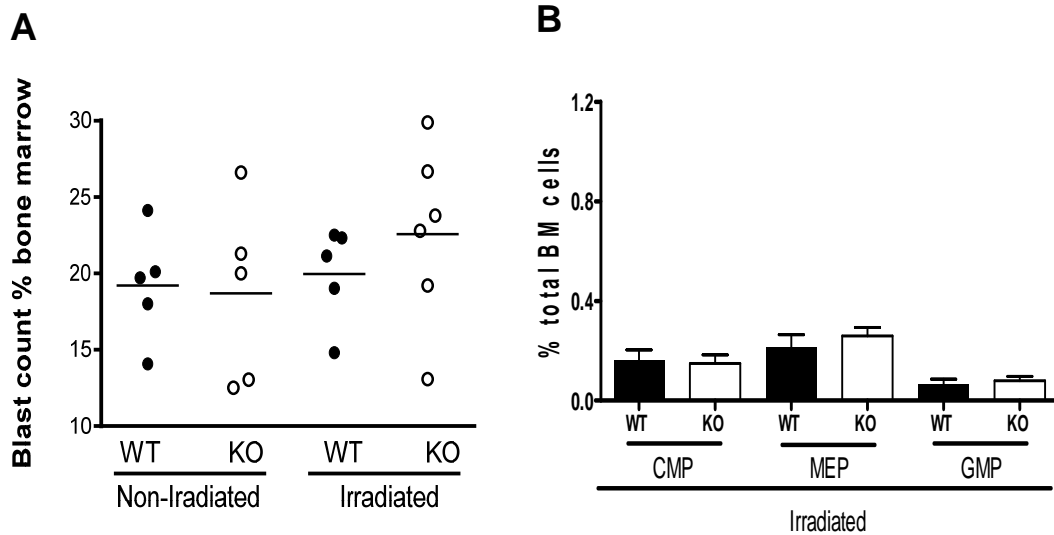 A
Blast count % bone marrow
30
25
20
15
10
WT KO WT KO
Non-Iradiated Irradiated
B
% total BM cells
1.2
0.8
0.4
0.0
WT KO WT KO WT KO
CMP MEP GMP
Irradiated